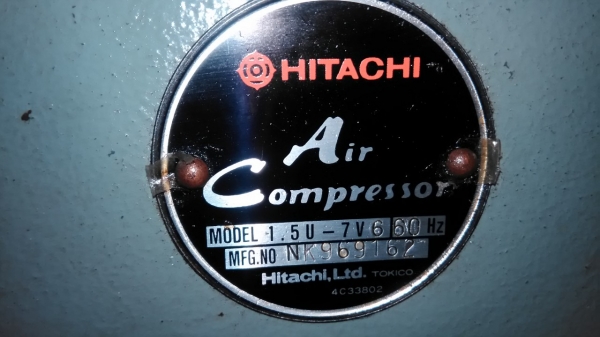 HITACHI
Air
Compressor
MODEL 1.5U-7V6 60 Hz
MFG.NO NK969162
Hitachi, Ltd. TOKICO
4C33802